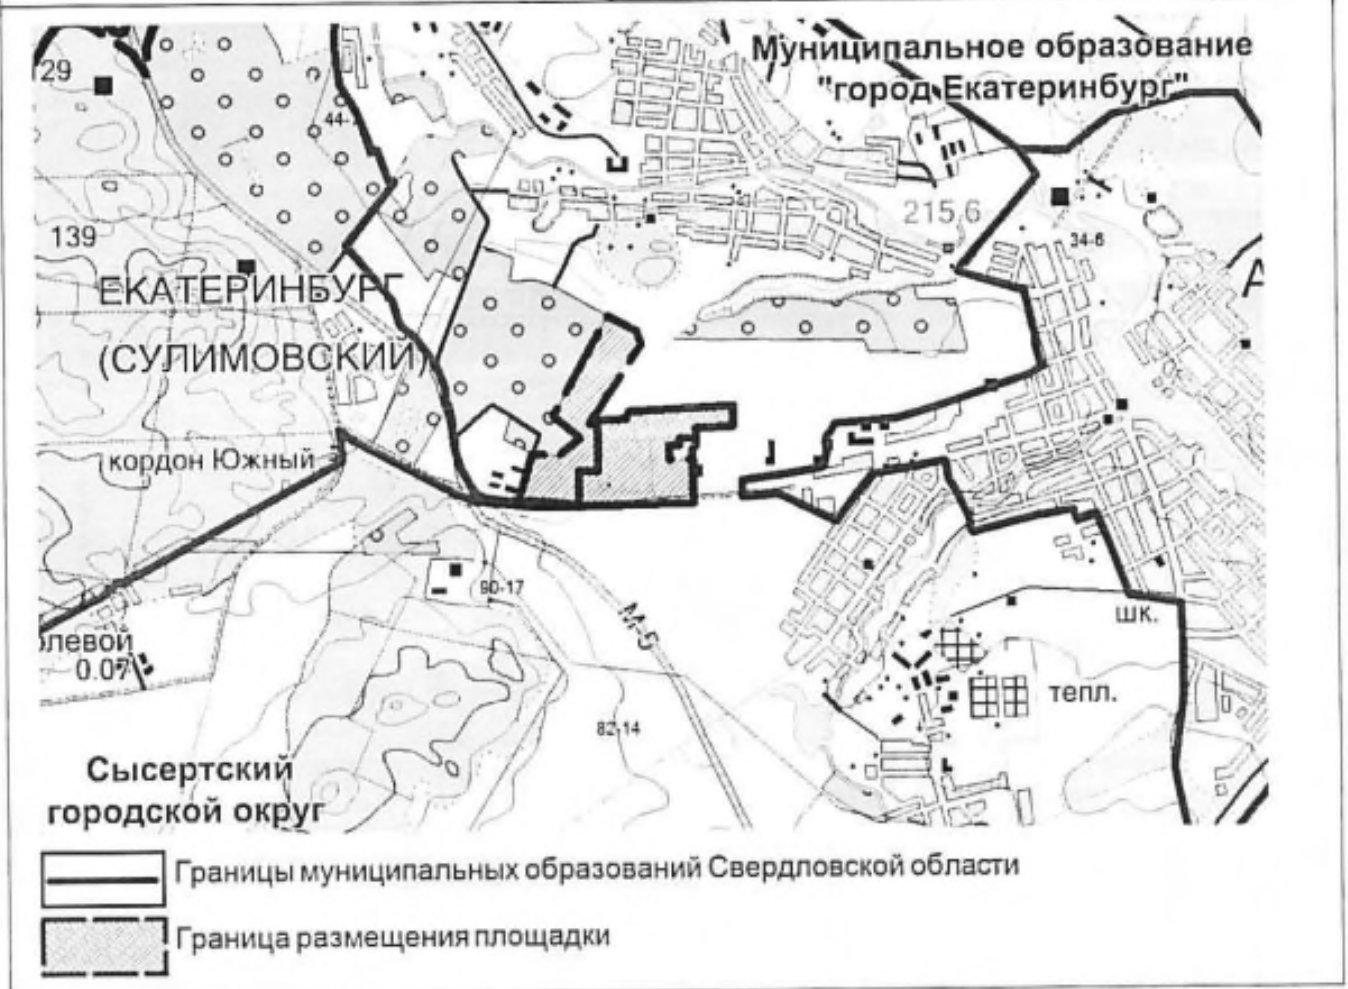 Муниципальное образование
"город Екатеринбург"
29
44-
139
215,6
34-6
А
ЕКАТЕРИНБУРГ
(СУЛИМОВСКИЙ)
кордон Южный
90-17
М-5
шк.
олевой
0.07
тепл.
82-14
Сысертский
городской округ
Границы муниципальных образований Свердловской области
Граница размещения площадки